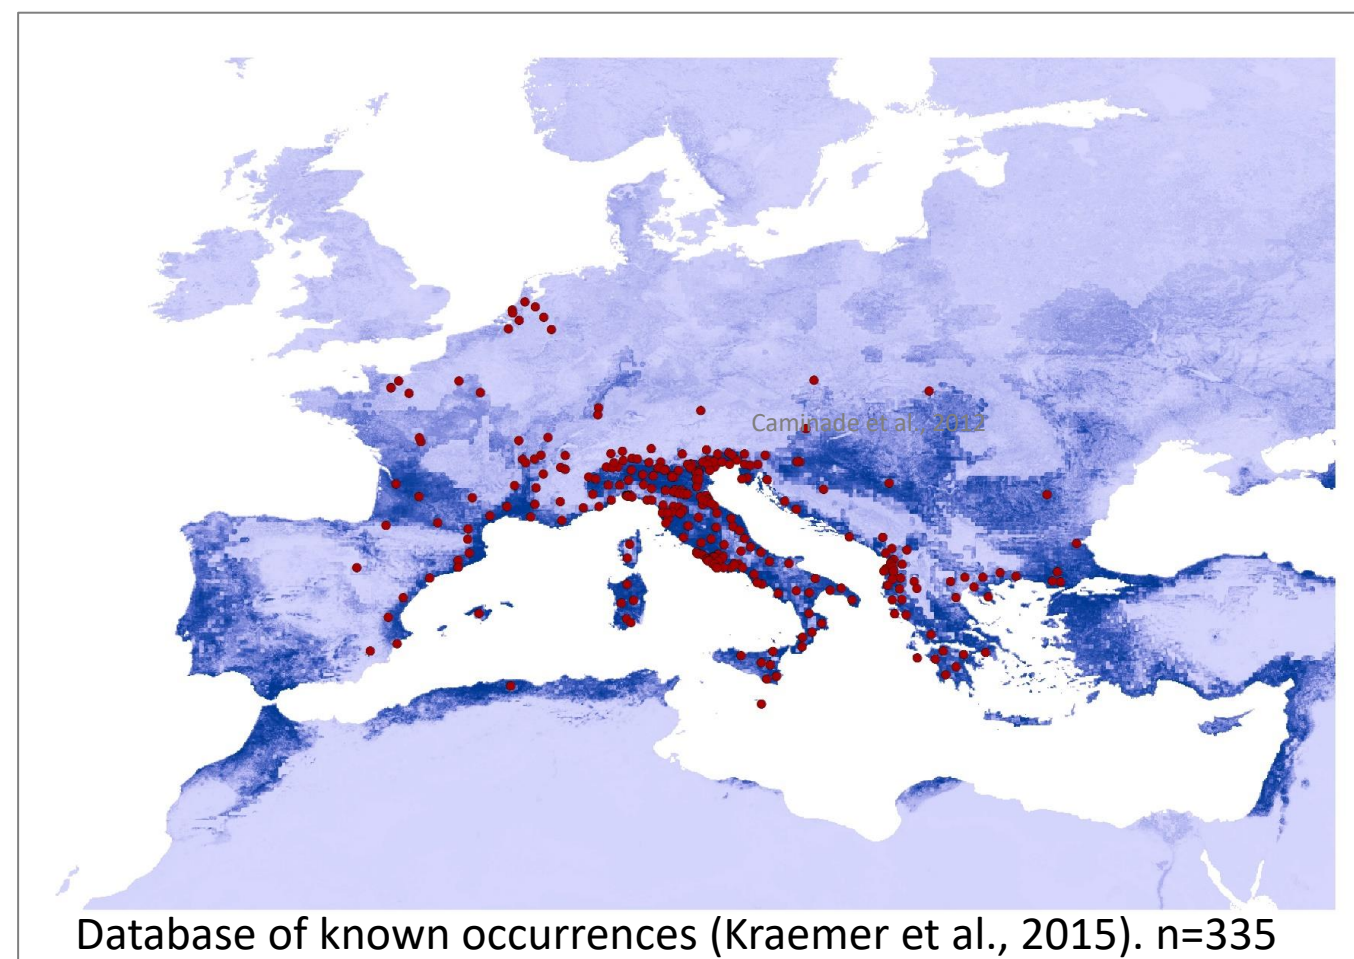 Caminade et al., 2012
Database of known occurrences (Kraemer et al., 2015). n=335